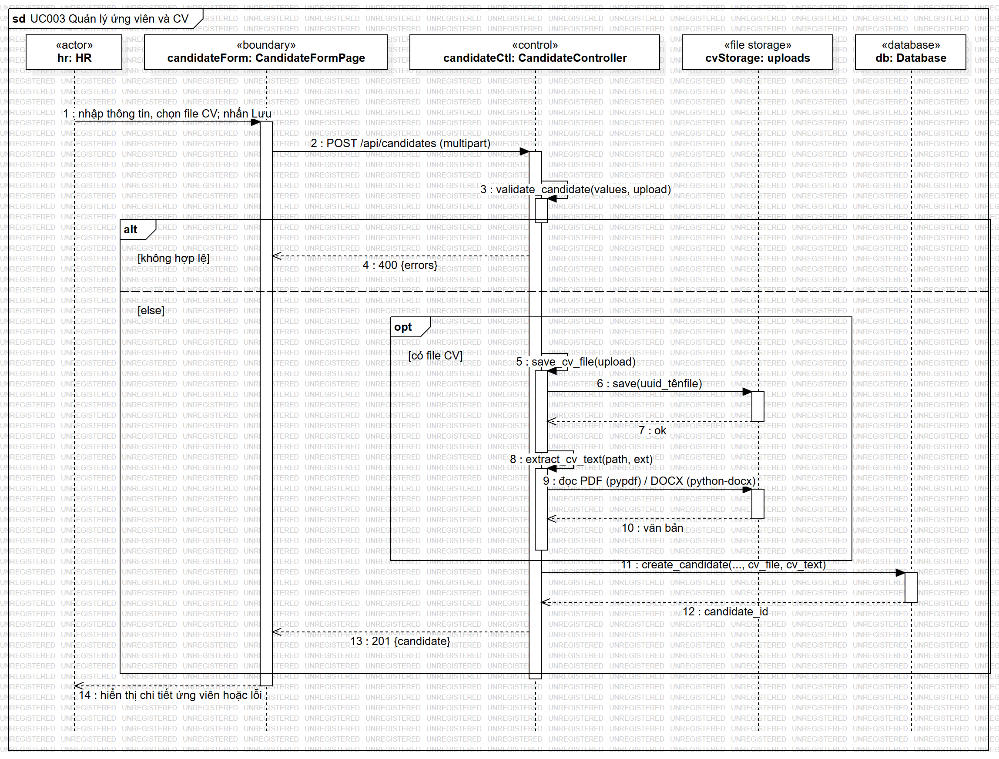 sd UC003 Quản lý ứng viên và CV
«actor»
hr: HR
«boundary»
candidateForm: CandidateFormPage
«control»
candidateCtl: CandidateController
«file storage»
cvStorage: uploads
«database»
db: Database
1 : nhập thông tin, chọn file CV; nhấn Lưu
2 : POST /api/candidates (multipart)
3 : validate_candidate(values, upload)
alt
[không hợp lệ]
4 : 400 {errors}
[else]
opt
[có file CV]
5 : save_cv_file(upload)
6 : save(uuid_tênfile)
7 : ok
8 : extract_cv_text(path, ext)
9 : đọc PDF (pypdf) / DOCX (python-docx)
10 : văn bản
11 : create_candidate(..., cv_file, cv_text)
12 : candidate_id
13 : 201 {candidate}
14 : hiển thị chi tiết ứng viên hoặc lỗi
UNREGISTERED